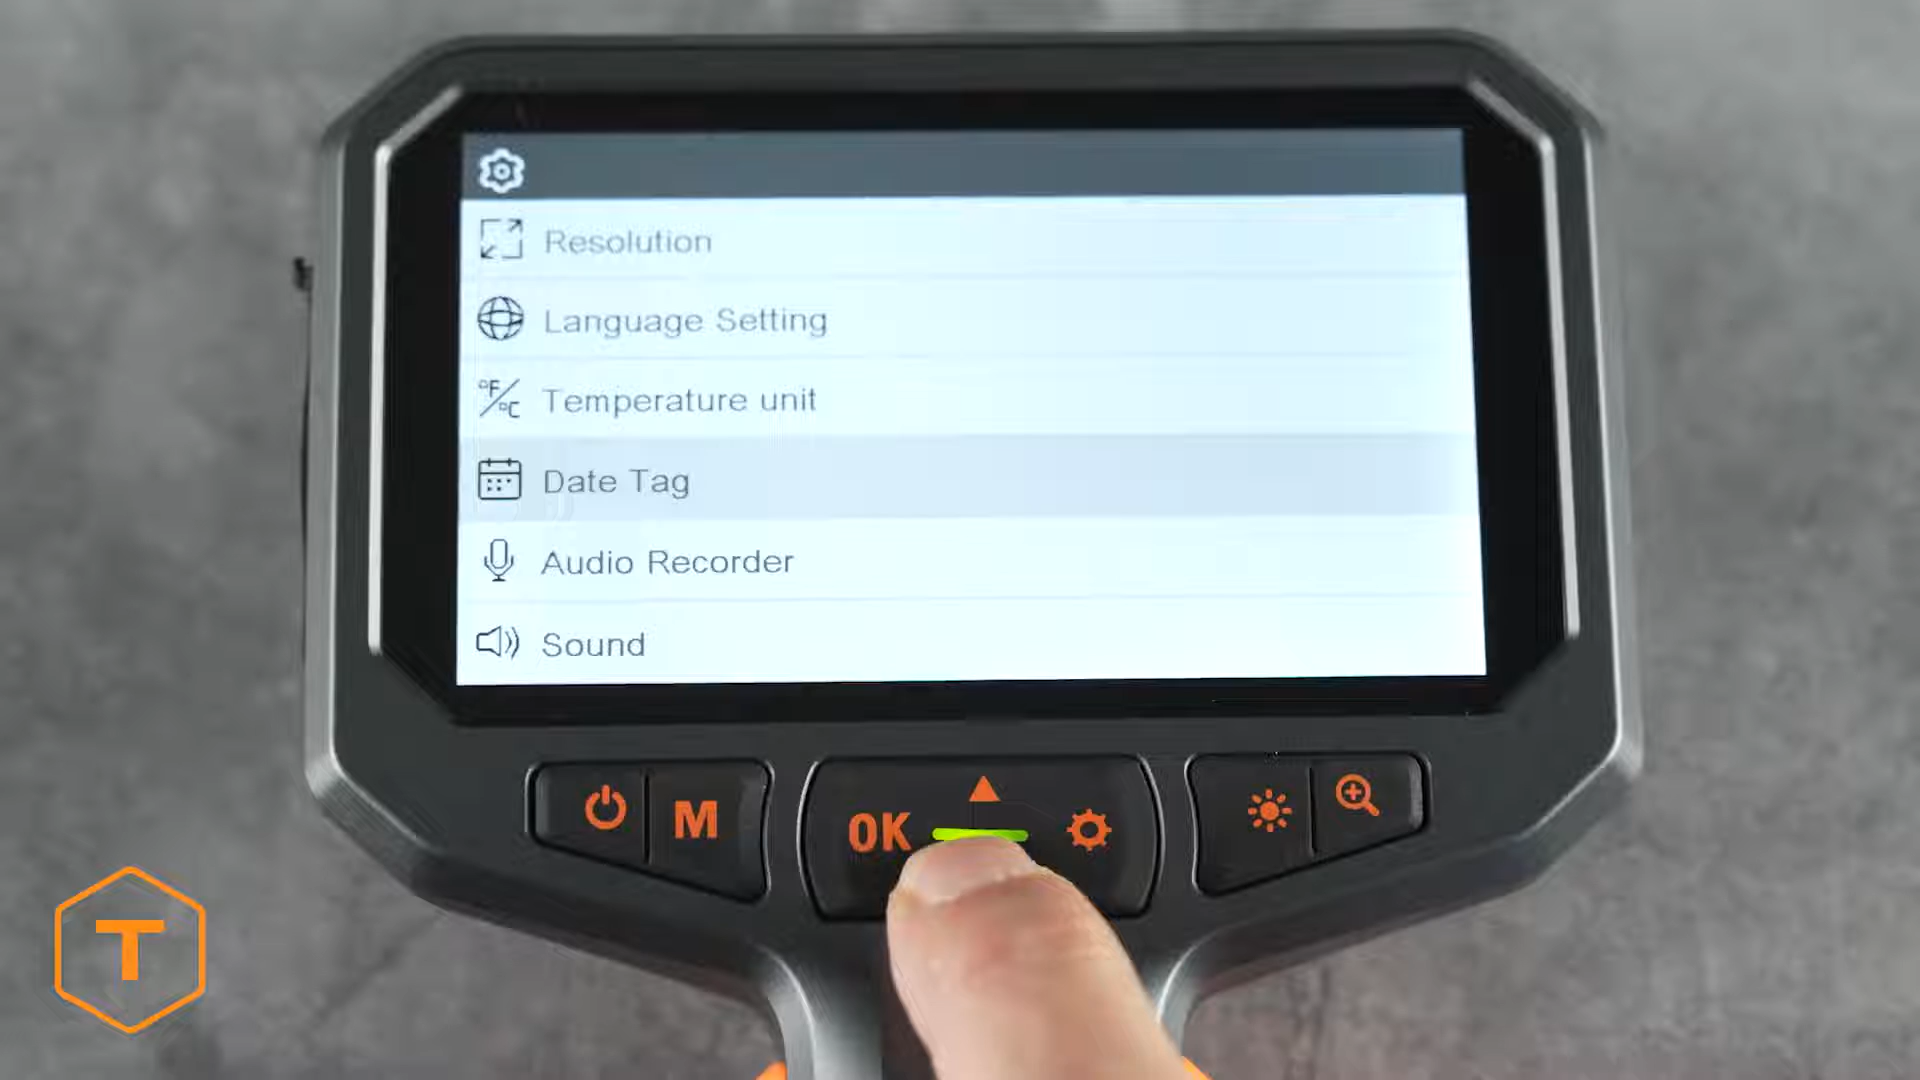 Resolution
Language Setting
°F/°C Temperature unit
Date Tag
Audio Recorder
Sound
M
OK
T